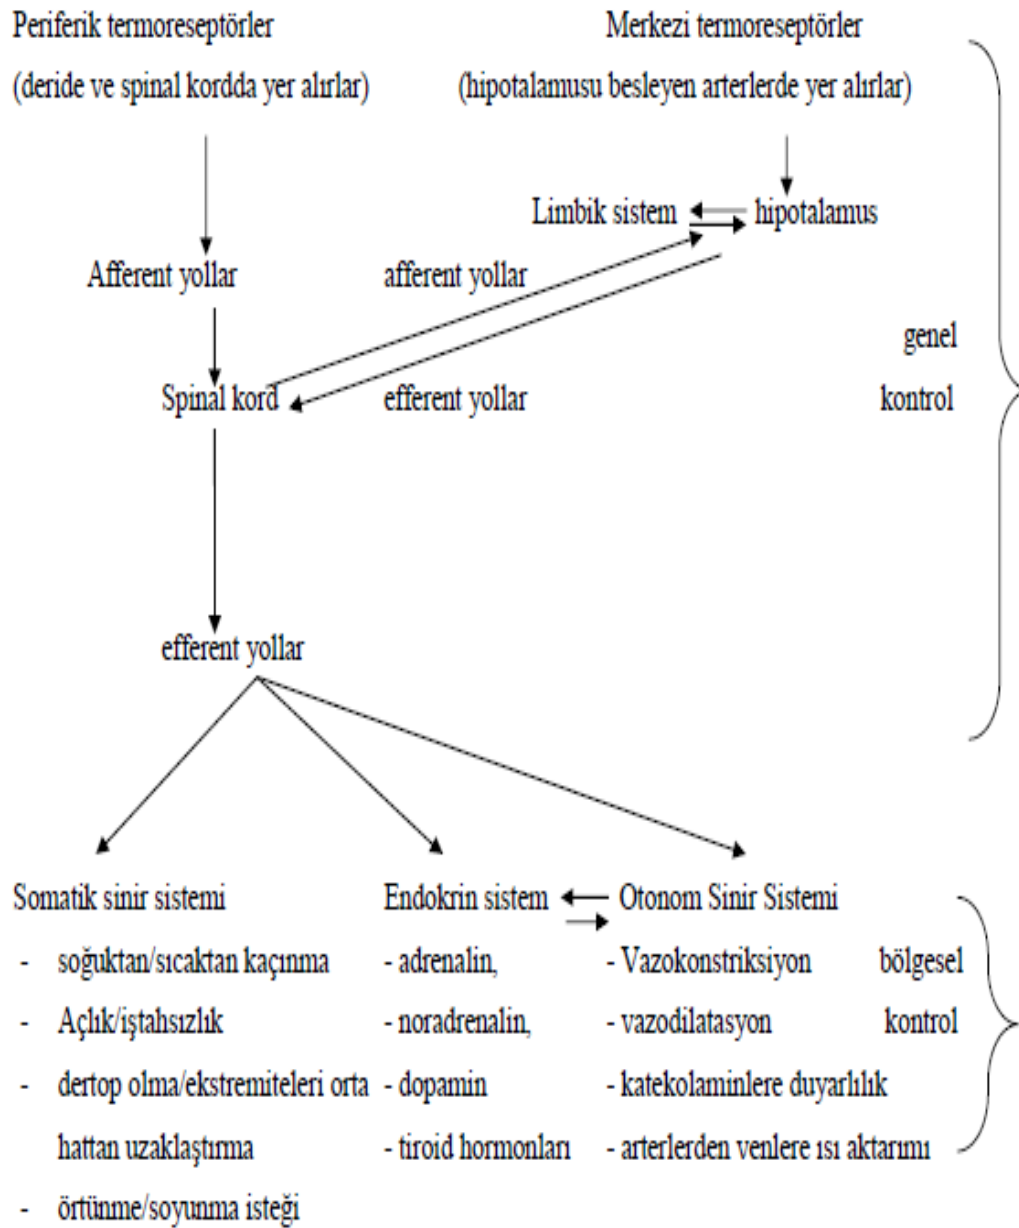 Periferik termoreseptörler Merkezi termoreseptörler
(deride ve spinal kordda yer alırlar) (hipotalamusu besleyen arterlerde yer alırlar)
Limbik sistem hipotalamus
Afferent yollar afferent yollar
genel
Spinal kord efferent yollar kontrol
efferent yollar
Somatik sinir sistemi Endokrin sistem Otonom Sinir Sistemi
- soğuktan/sıcaktan kaçınma - adrenalin, - Vazokonstriksiyon bölgesel
- Açlık/iştahsızlık - noradrenalin, - vazodilatasyon kontrol
- dertop olma/ekstremiteleri orta - dopamin - katekolaminlere duyarlılık
hattan uzaklaştırma - tiroid hormonları - arterlerden venlere ısı aktarımı
- örtünme/soyunma isteği